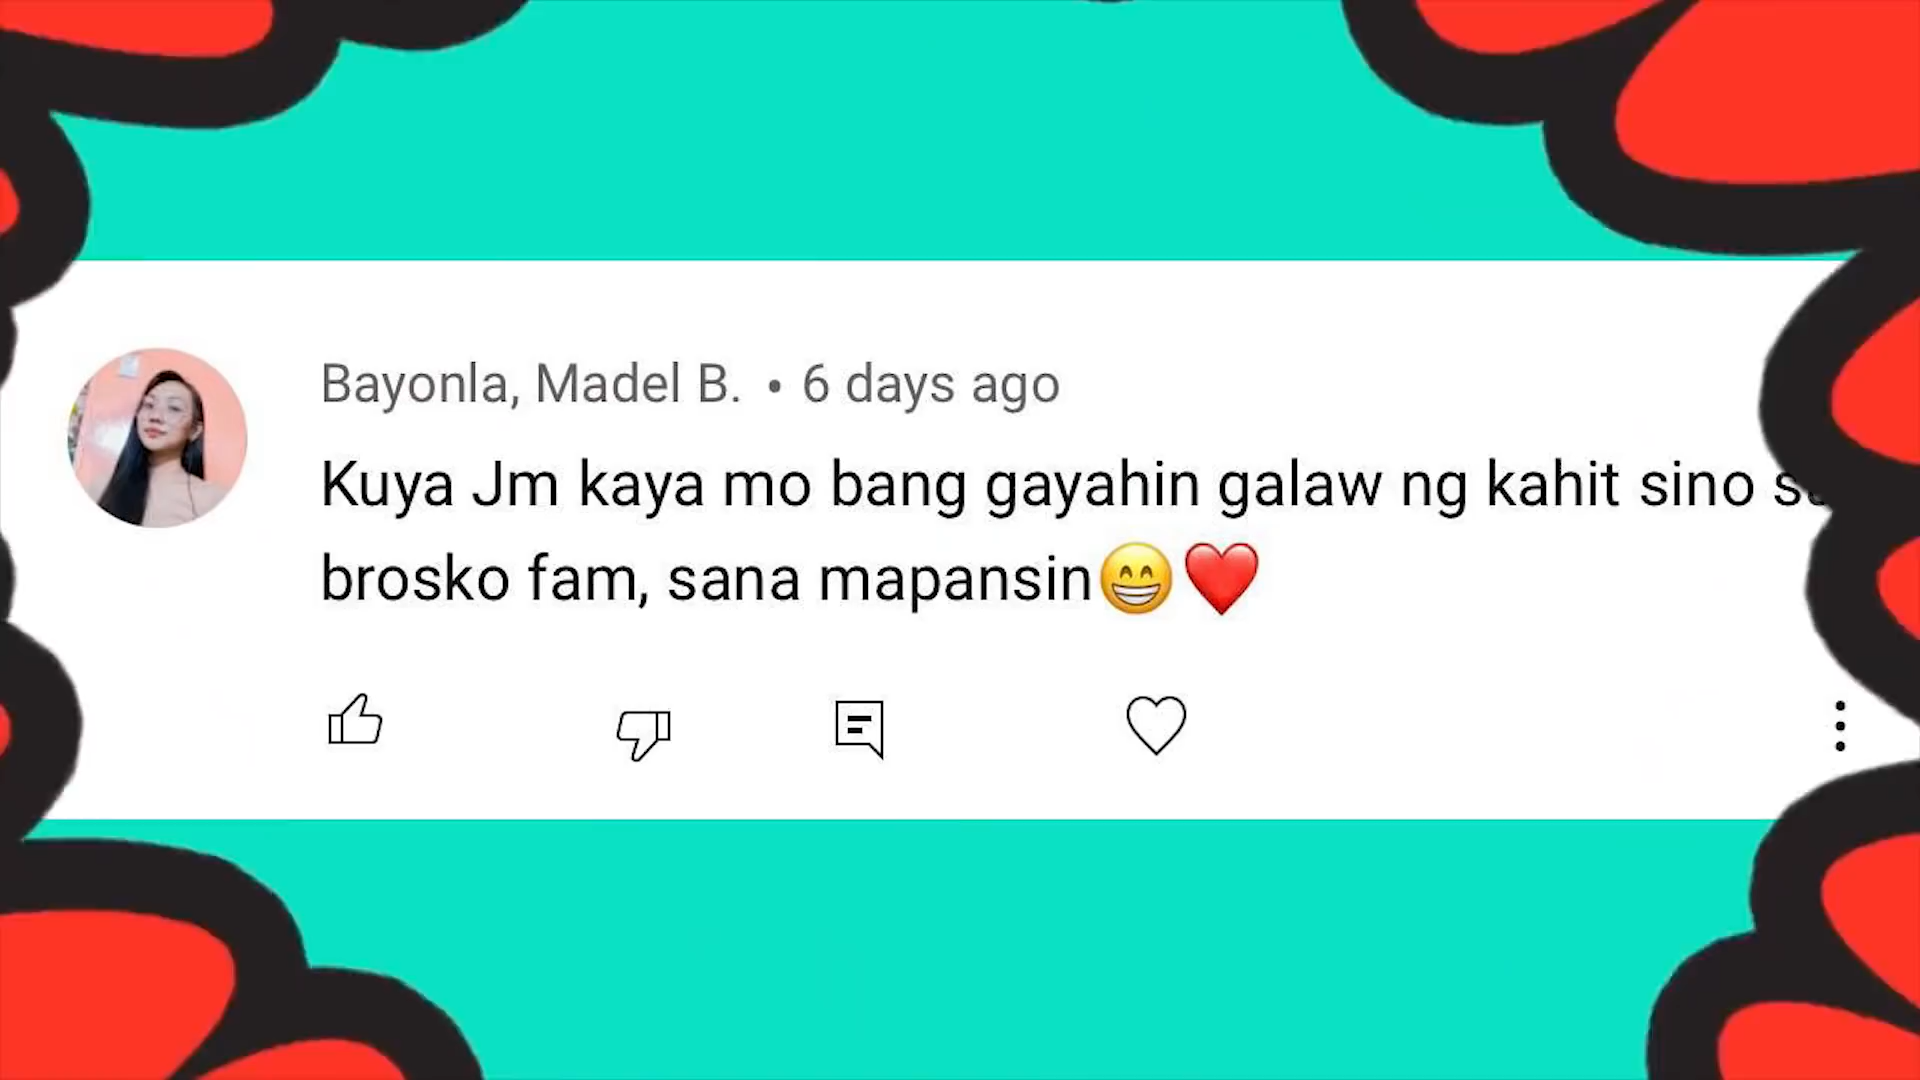 Bayonla, Madel B. • 6 days ago
Kuya Jm kaya mo bang gayahin galaw ng kahit sino
brosko fam, sana mapansin😁❤️